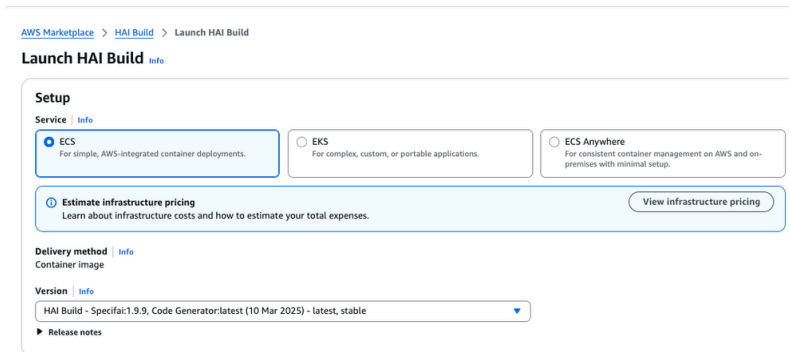 AWS Marketplace > HAI Build > Launch HAI Build
Launch HAI Build Info
Setup
Service Info
ECS
For simple, AWS-integrated container deployments.
EKS
For complex, custom, or portable applications.
ECS Anywhere
For consistent container management on AWS and on-
premises with minimal setup.
Estimate infrastructure pricing
Learn about infrastructure costs and how to estimate your total expenses.
View infrastructure pricing
Delivery method Info
Container image
Version Info
HAI Build - Specifai:1.9.9, Code Generator:latest (10 Mar 2025) - latest, stable
Release notes